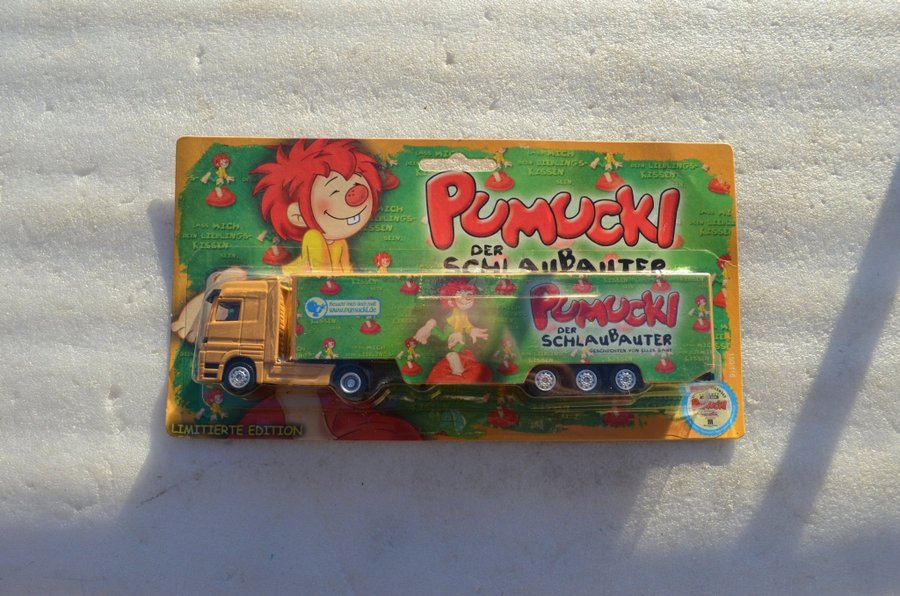 PUMUCKL
DER
SCHLAUBAUTER
LASS MICH
DEIN LIEBLINGS-
KISSEN
SEIN.
Besuch' mich doch mal!
www.pumuckl.de
PUMUCKL
DER
SCHLAUBAUTER
LIMITIERTE EDITION